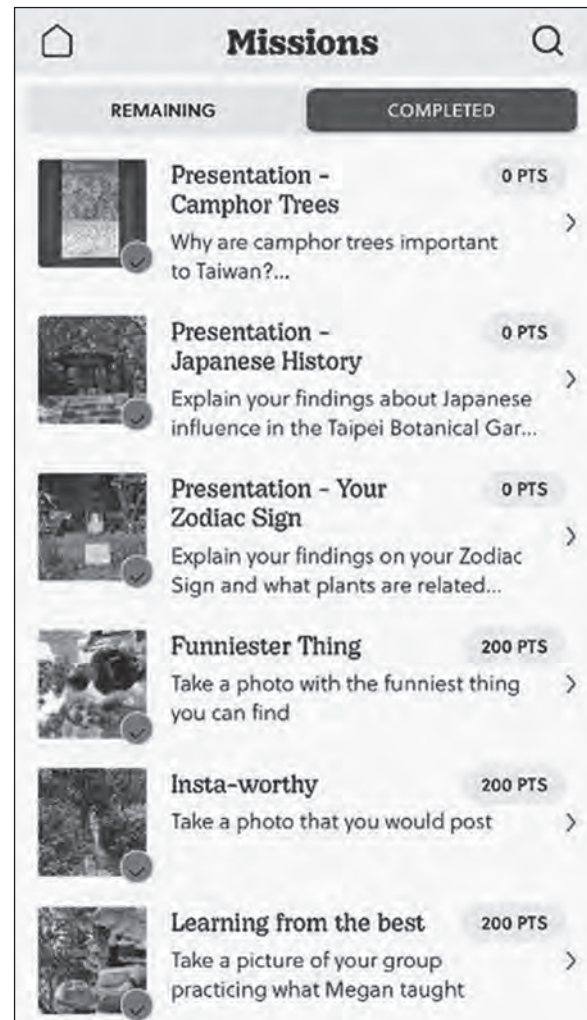 Missions
REMAINING
COMPLETED
Presentation -
Camphor Trees
0 PTS
Why are camphor trees important
to Taiwan?...
Presentation -
Japanese History
0 PTS
Explain your findings about Japanese
influence in the Taipei Botanical Gar...
Presentation - Your
Zodiac Sign
0 PTS
Explain your findings on your Zodiac
Sign and what plants are related...
Funniester Thing
200 PTS
Take a photo with the funniest thing
you can find
Insta-worthy
200 PTS
Take a photo that you would post
Learning from the best
200 PTS
Take a picture of your group
practicing what Megan taught